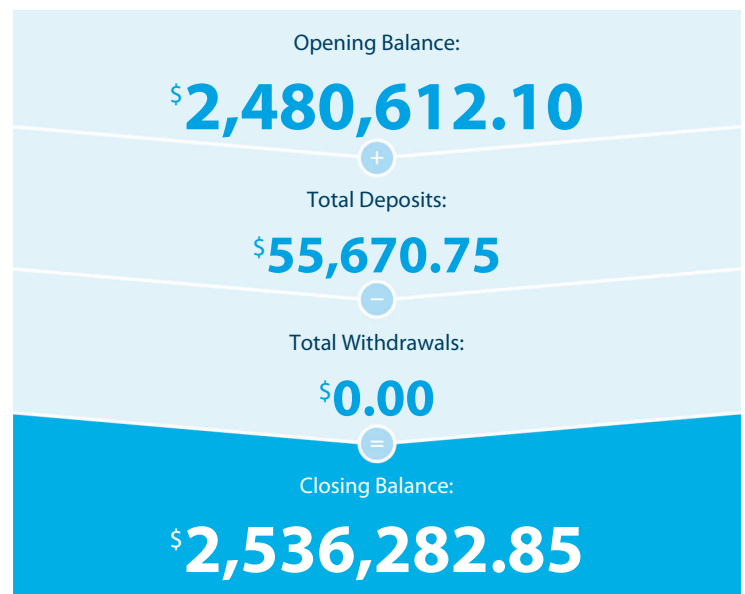 Opening Balance:
$2,480,612.10
+
Total Deposits:
$55,670.75
−
Total Withdrawals:
$0.00
=
Closing Balance:
$2,536,282.85